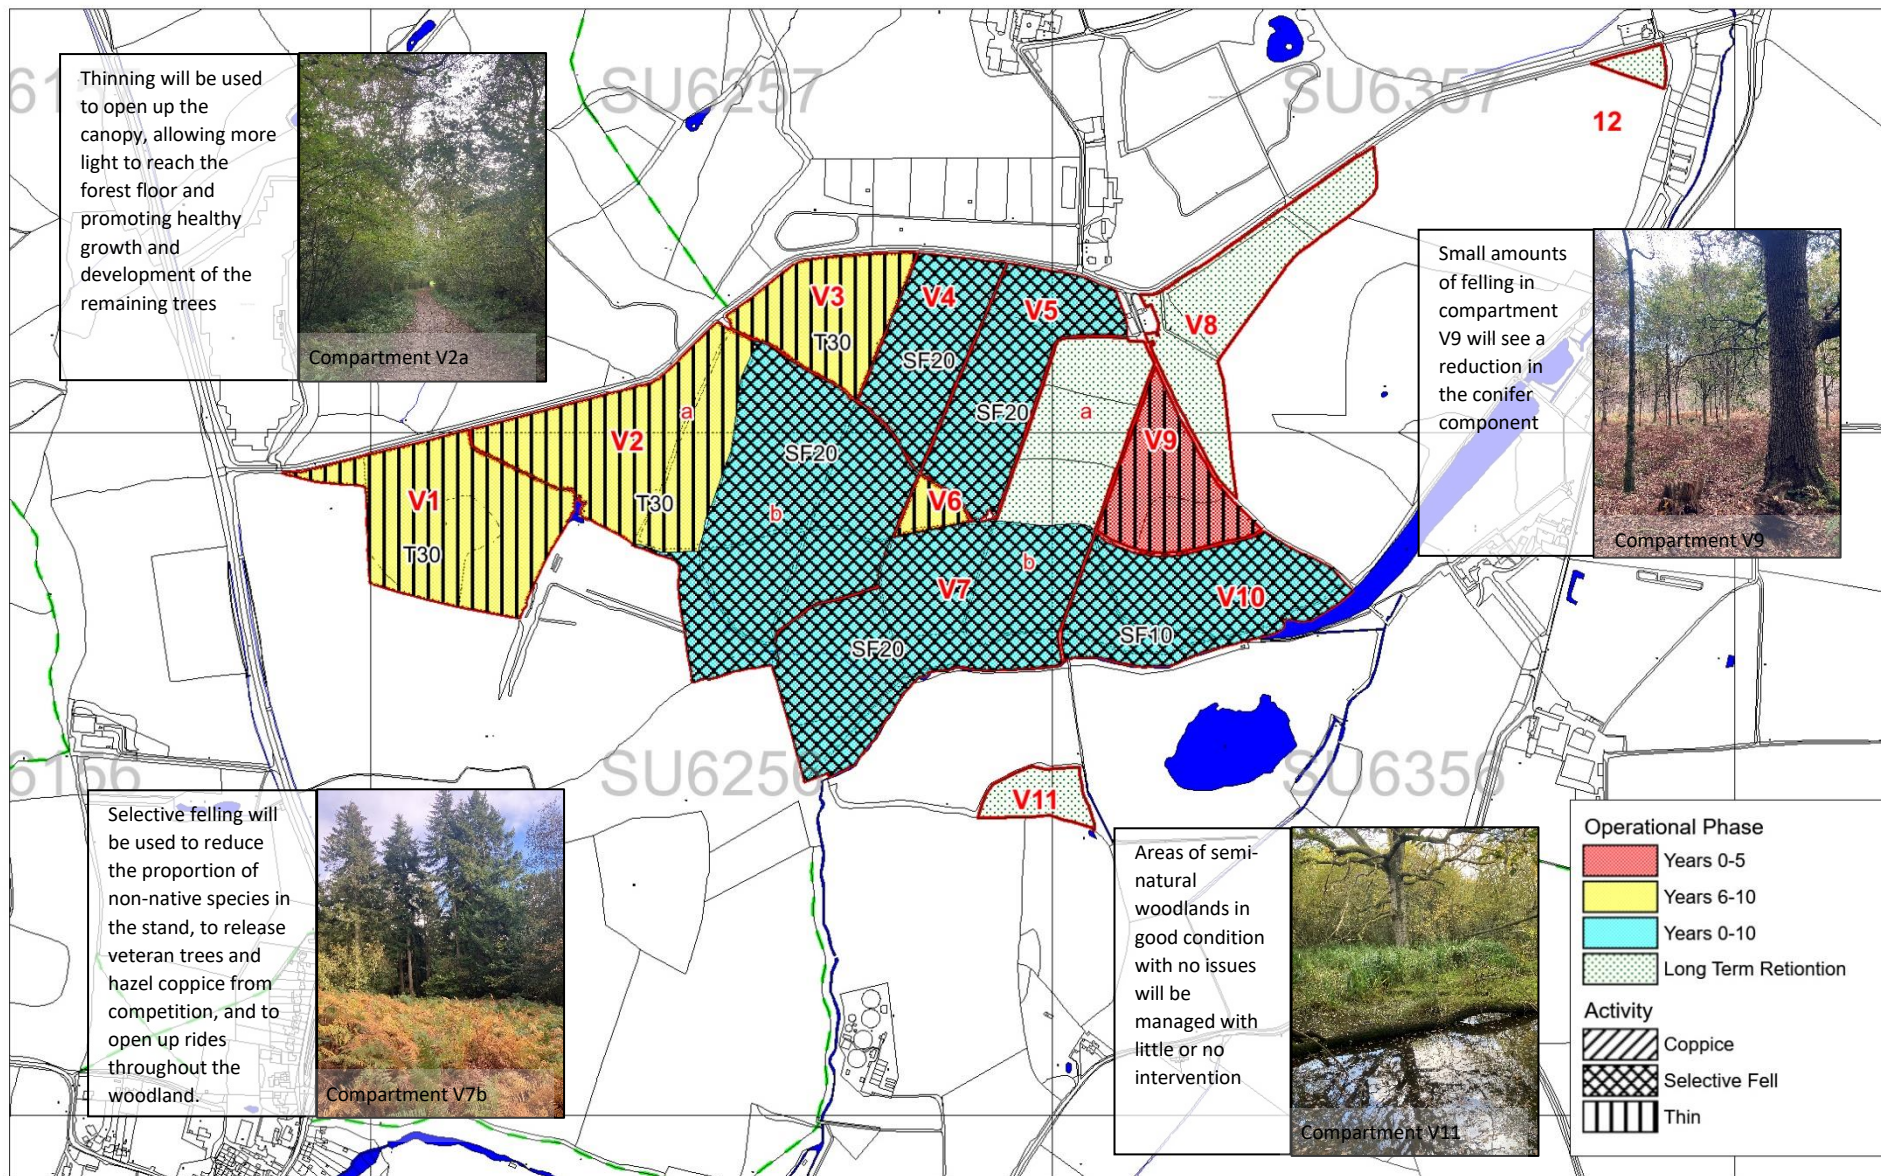 Thinning will be used
to open up the
canopy, allowing more
light to reach the
forest floor and
promoting healthy
growth and
development of the
remaining trees
Compartment V2a
SU6257
SU6357
12
Small amounts
of felling in
compartment
V9 will see a
reduction in
the conifer
component
Compartment V9
V3
T30
V4
SF20
V5
SF20
V8
a
V2
T30
a
V1
T30
SF20
b
V6
V9
b
V7
SF20
V10
SF10
SU6256
SU6356
V11
Selective felling will
be used to reduce
the proportion of
non-native species in
the stand, to release
veteran trees and
hazel coppice from
competition, and to
open up rides
throughout the
woodland.
Compartment V7b
Areas of semi-
natural
woodlands in
good condition
with no issues
will be
managed with
little or no
intervention
Compartment V11
Operational Phase
Years 0-5
Years 6-10
Years 0-10
Long Term Retiontion
Activity
Coppice
Selective Fell
Thin